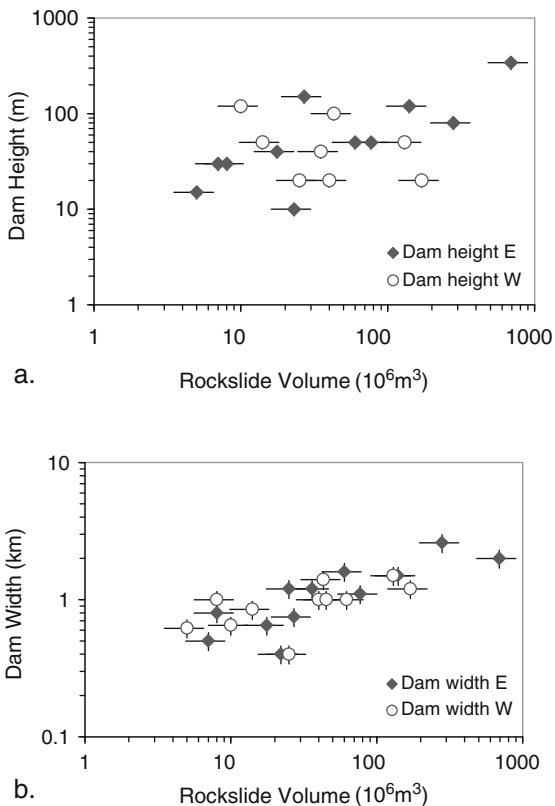 1000
100
10
1
Dam Height (m)
Dam height E
Dam height W
1 10 100 1000
a.
Rockslide Volume (10⁶m³)
10
1
0.1
Dam Width (km)
Dam width E
Dam width W
1 10 100 1000
b.
Rockslide Volume (10⁶m³)